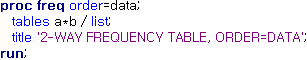 proc freq order=data;
tables a*b / list;
title '2-WAY FREQUENCY TABLE, ORDER=DATA';
run;